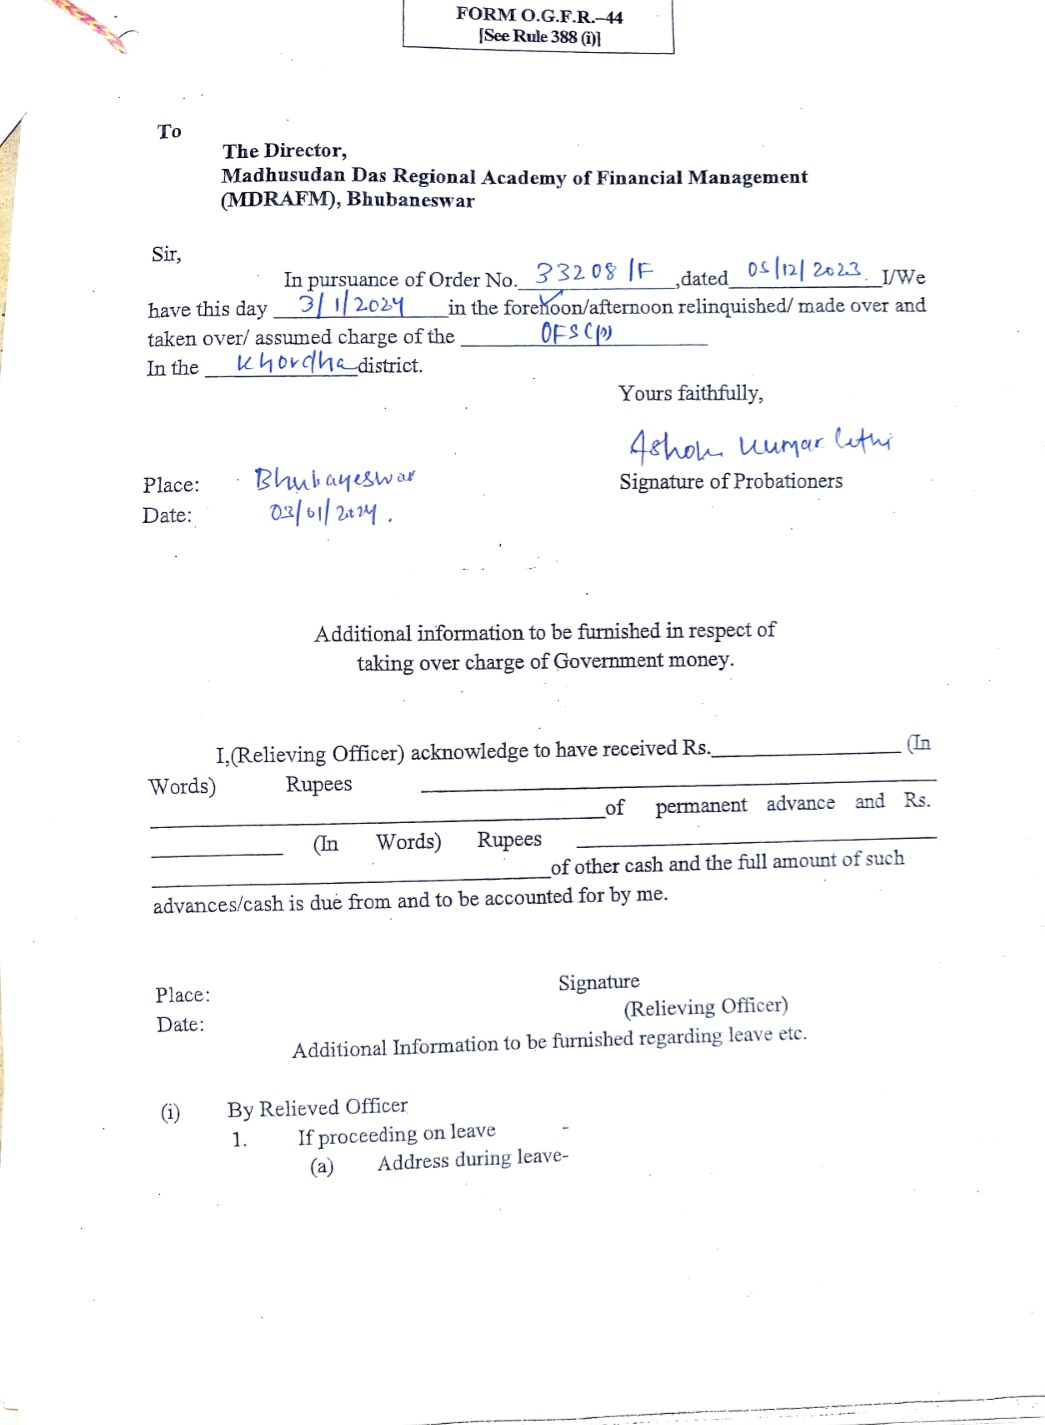 FORM O.G.F.R.–44
[See Rule 388 (i)]
To
The Director,
Madhusudan Das Regional Academy of Financial Management
(MDRAFM), Bhubaneswar
Sir,
In pursuance of Order No. 33208/F ,dated 05/12/2023. I/We
have this day 3/1/2024 in the forenoon/afternoon relinquished/ made over and
taken over/ assumed charge of the OFS(P)
In the Khordha district.
Yours faithfully,
Ashok Kumar Sethi
Signature of Probationers
Place: Bhubaneswar
Date: 03/01/2024.
Additional information to be furnished in respect of
taking over charge of Government money.
I,(Relieving Officer) acknowledge to have received Rs.____________ (In
Words) Rupees ____________
____________of permanent advance and Rs.
____________ (In Words) Rupees ____________
____________of other cash and the full amount of such
advances/cash is due from and to be accounted for by me.
Place:
Date:
Signature
(Relieving Officer)
Additional Information to be furnished regarding leave etc.
(i) By Relieved Officer
1. If proceeding on leave -
(a) Address during leave-